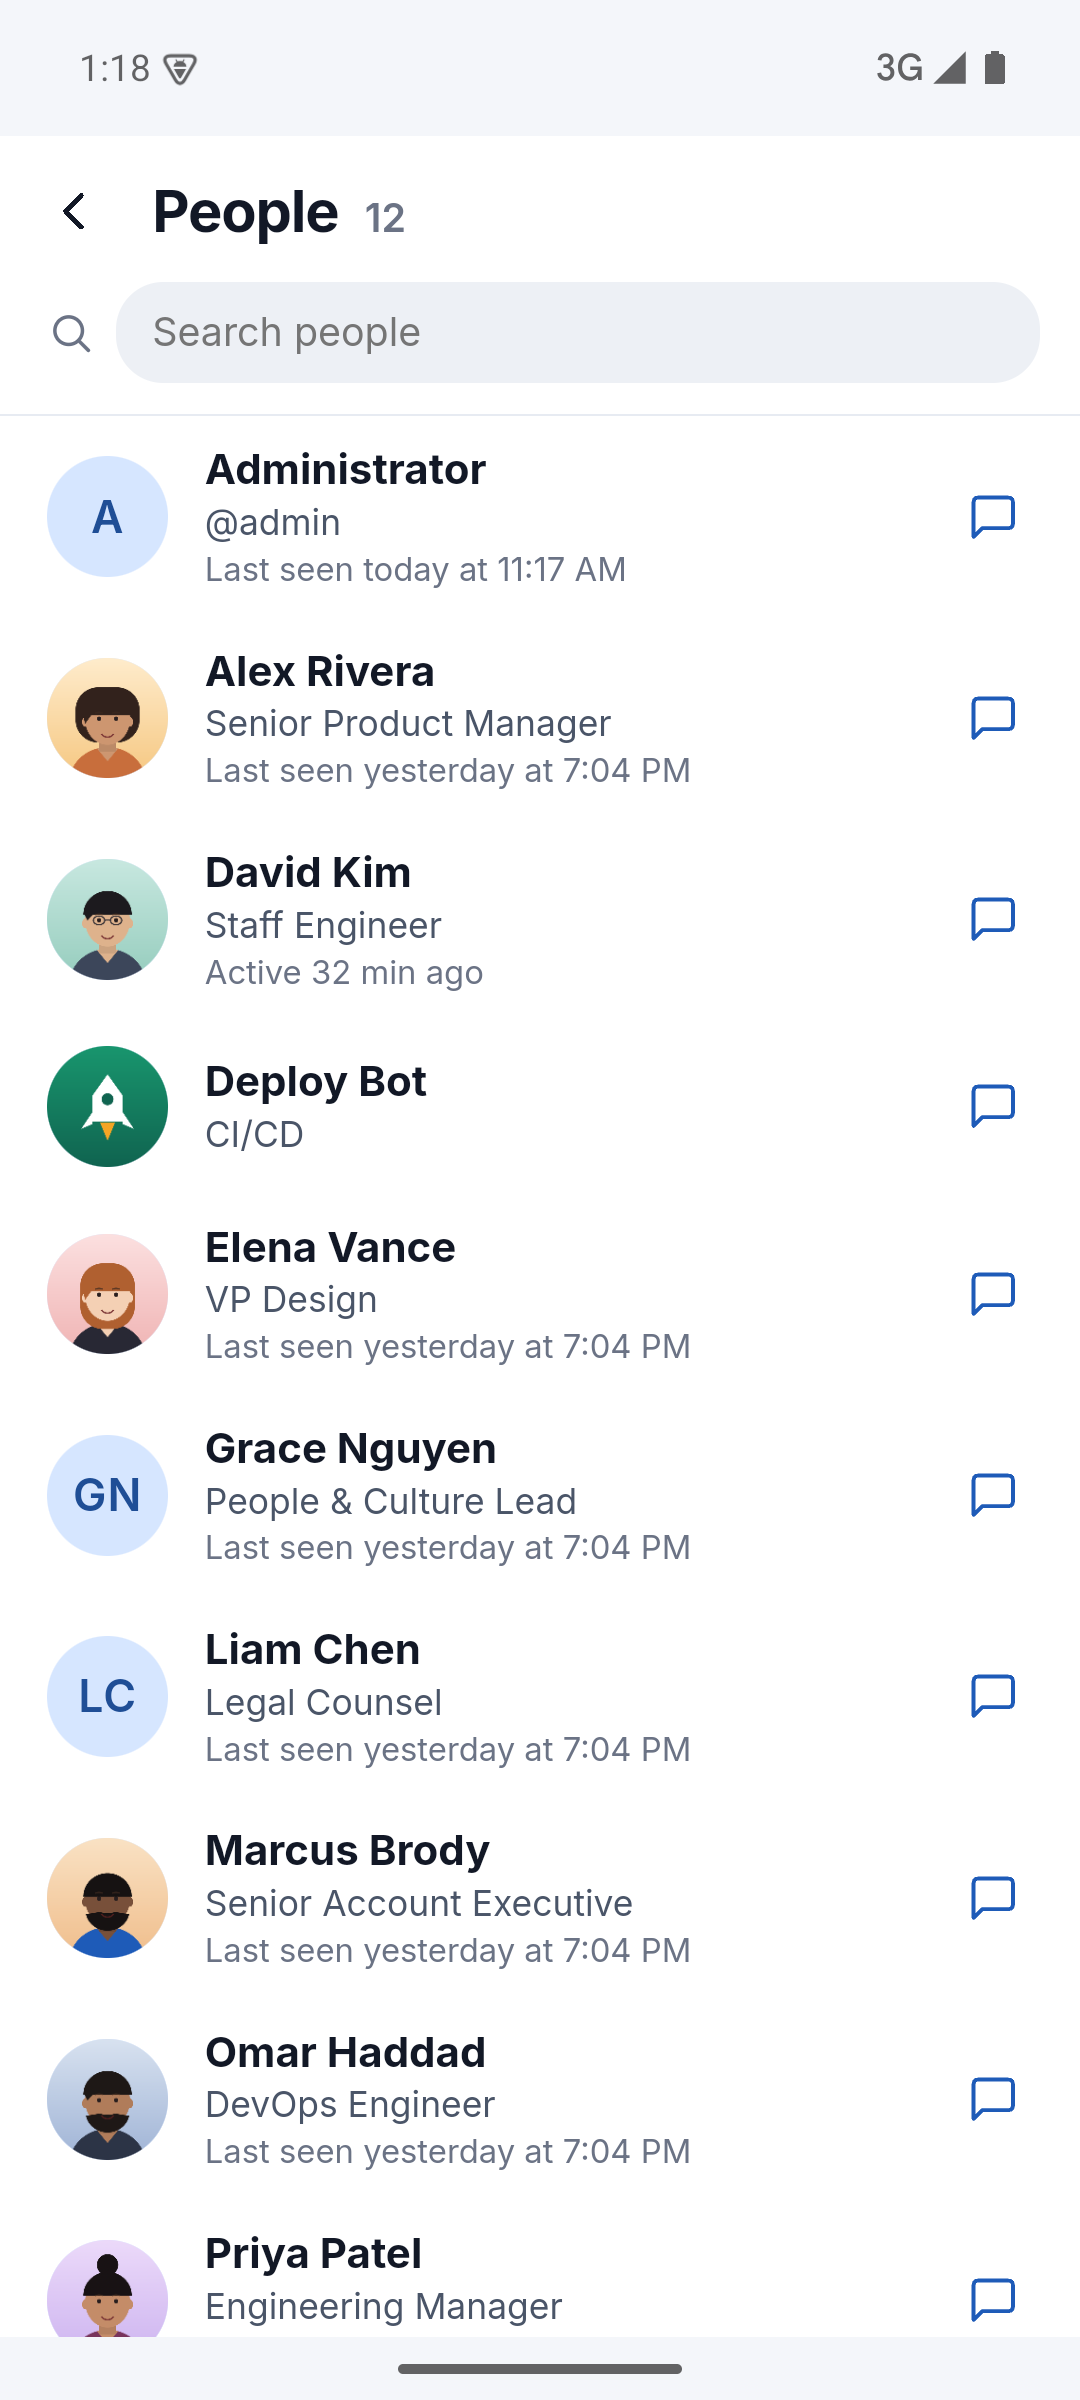 1:18
3G
People 12
Search people
A
Administrator
@admin
Last seen today at 11:17 AM
Alex Rivera
Senior Product Manager
Last seen yesterday at 7:04 PM
David Kim
Staff Engineer
Active 32 min ago
Deploy Bot
CI/CD
Elena Vance
VP Design
Last seen yesterday at 7:04 PM
GN
Grace Nguyen
People & Culture Lead
Last seen yesterday at 7:04 PM
LC
Liam Chen
Legal Counsel
Last seen yesterday at 7:04 PM
Marcus Brody
Senior Account Executive
Last seen yesterday at 7:04 PM
Omar Haddad
DevOps Engineer
Last seen yesterday at 7:04 PM
Priya Patel
Engineering Manager